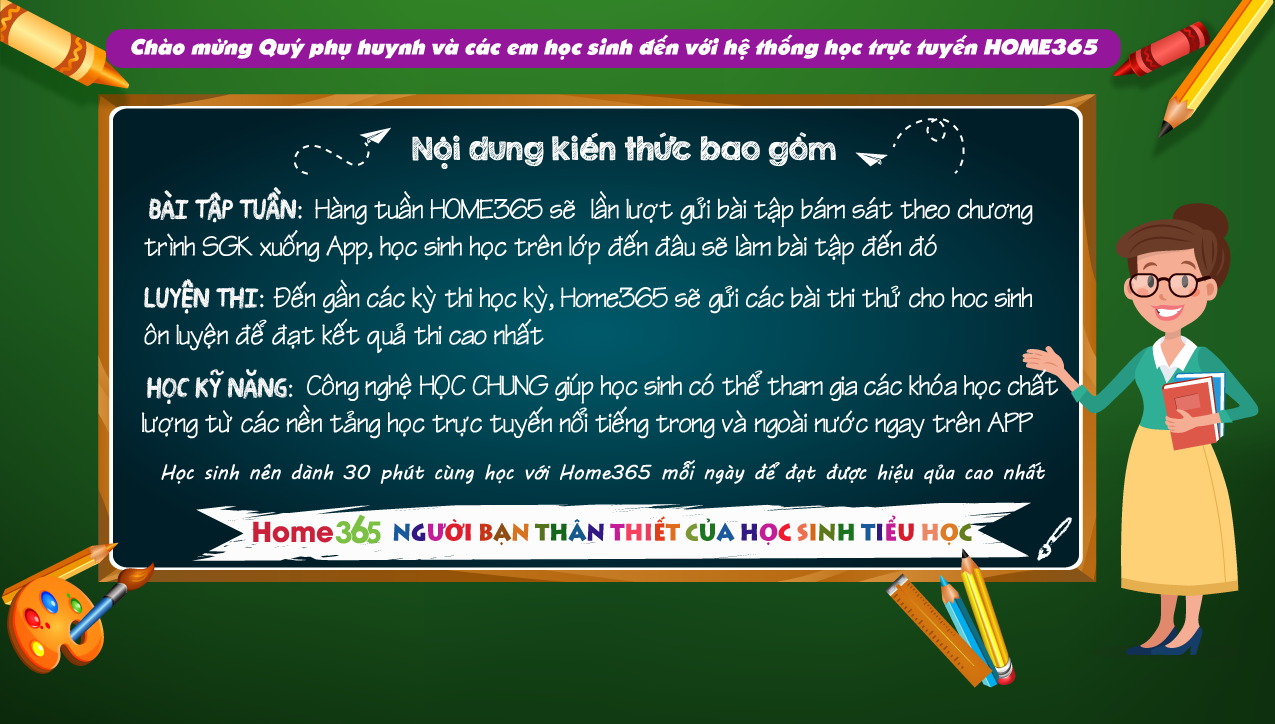 Chào mừng Quý phụ huynh và các em học sinh đến với hệ thống học trực tuyến HOME365
Nội dung kiến thức bao gồm
BÀI TẬP TUẦN: Hàng tuần HOME365 sẽ lần lượt gửi bài tập bám sát theo chương
trình SGK xuống App, học sinh học trên lớp đến đâu sẽ làm bài tập đến đó
LUYỆN THI: Đến gần các kỳ thi học kỳ, Home365 sẽ gửi các bài thi thử cho hoc sinh
ôn luyện để đạt kết quả thi cao nhất
HỌC KỸ NĂNG: Công nghệ HỌC CHUNG giúp học sinh có thể tham gia các khóa học chất
lượng từ các nền tảng học trực tuyến nổi tiếng trong và ngoài nước ngay trên APP
Học sinh nên dành 30 phút cùng học với Home365 mỗi ngày để đạt được hiệu qủa cao nhất
Home365 NGƯỜI BẠN THÂN THIẾT CỦA HỌC SINH TIỂU HỌC